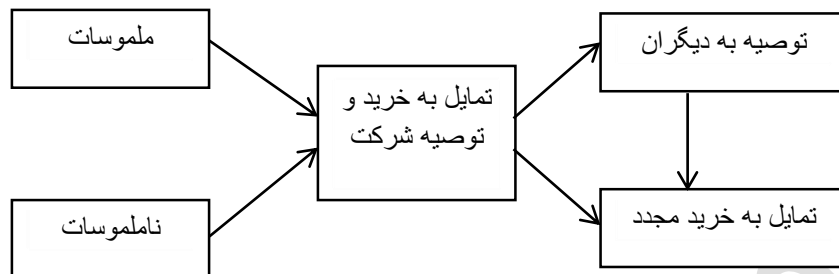 ملموسات
توصیه به دیگران
تمایل به خرید و
توصیه شرکت
ناملموسات
تمایل به خرید مجدد